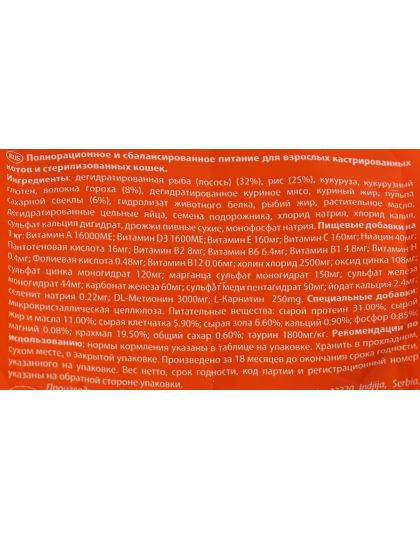 RUS Полнорационное и сбалансированное питание для взрослых кастрированных
котов и стерилизованных кошек.
Ингредиенты: дегидратированная рыба (лосось) (32%), рис (25%), кукуруза, кукурузный
глютен, волокна гороха (8%), дегидратированное куриное мясо, куриный жир, пульпа
сахарной свеклы (6%), гидролизат животного белка, рыбий жир, растительное масло,
дегидратированные цельные яйца, семена подорожника, хлорид натрия, хлорид калия,
сульфат кальция дигидрат, дрожжи пивные сухие, монофосфат натрия. Пищевые добавки на
1 кг: Витамин А 16000МЕ; Витамин D3 1600МЕ; Витамин Е 160мг; Витамин С 160мг; Ниацин 40мг;
Пантотеновая кислота 16мг; Витамин В2 8мг; Витамин В6 6.4мг; Витамин В1 4.8мг; Витамин Н
0.4мг; Фолиевая кислота 0.48мг; Витамин В12 0.06мг; холин хлорид 2500мг; оксид цинка 108мг;
сульфат цинка моногидрат 120мг; марганца сульфат моногидрат 150мг; сульфат железа
моногидрат 44мг; карбонат железа 60мг; сульфат меди пентагидрат 50мг; йодат кальция 2.4мг;
селенит натрия 0.22мг; DL-Метионин 3000мг; L-Карнитин 250mg. Специальные добавки:
микрокристаллическая целлюлоза. Питательные вещества: сырой протеин 31.00%; сырые
жир и масла 11.00%; сырая клетчатка 5.90%; сырая зола 6.60%; кальций 0.90%; фосфор 0.85%;
магний 0.08%; крахмал 19.50%; общий сахар 0.60%; таурин 1800мг/кг. Рекомендации по
использованию: нормы кормления указаны в таблице на упаковке. Хранить в прохладном,
сухом месте, в закрытой упаковке. Произведено за 18 месяцев до окончания срока годности,
указанного на упаковке. Вес нетто, срок годности, код партии и регистрационный номер
указаны на обратной стороне упаковки.
Indjija, Serbia,